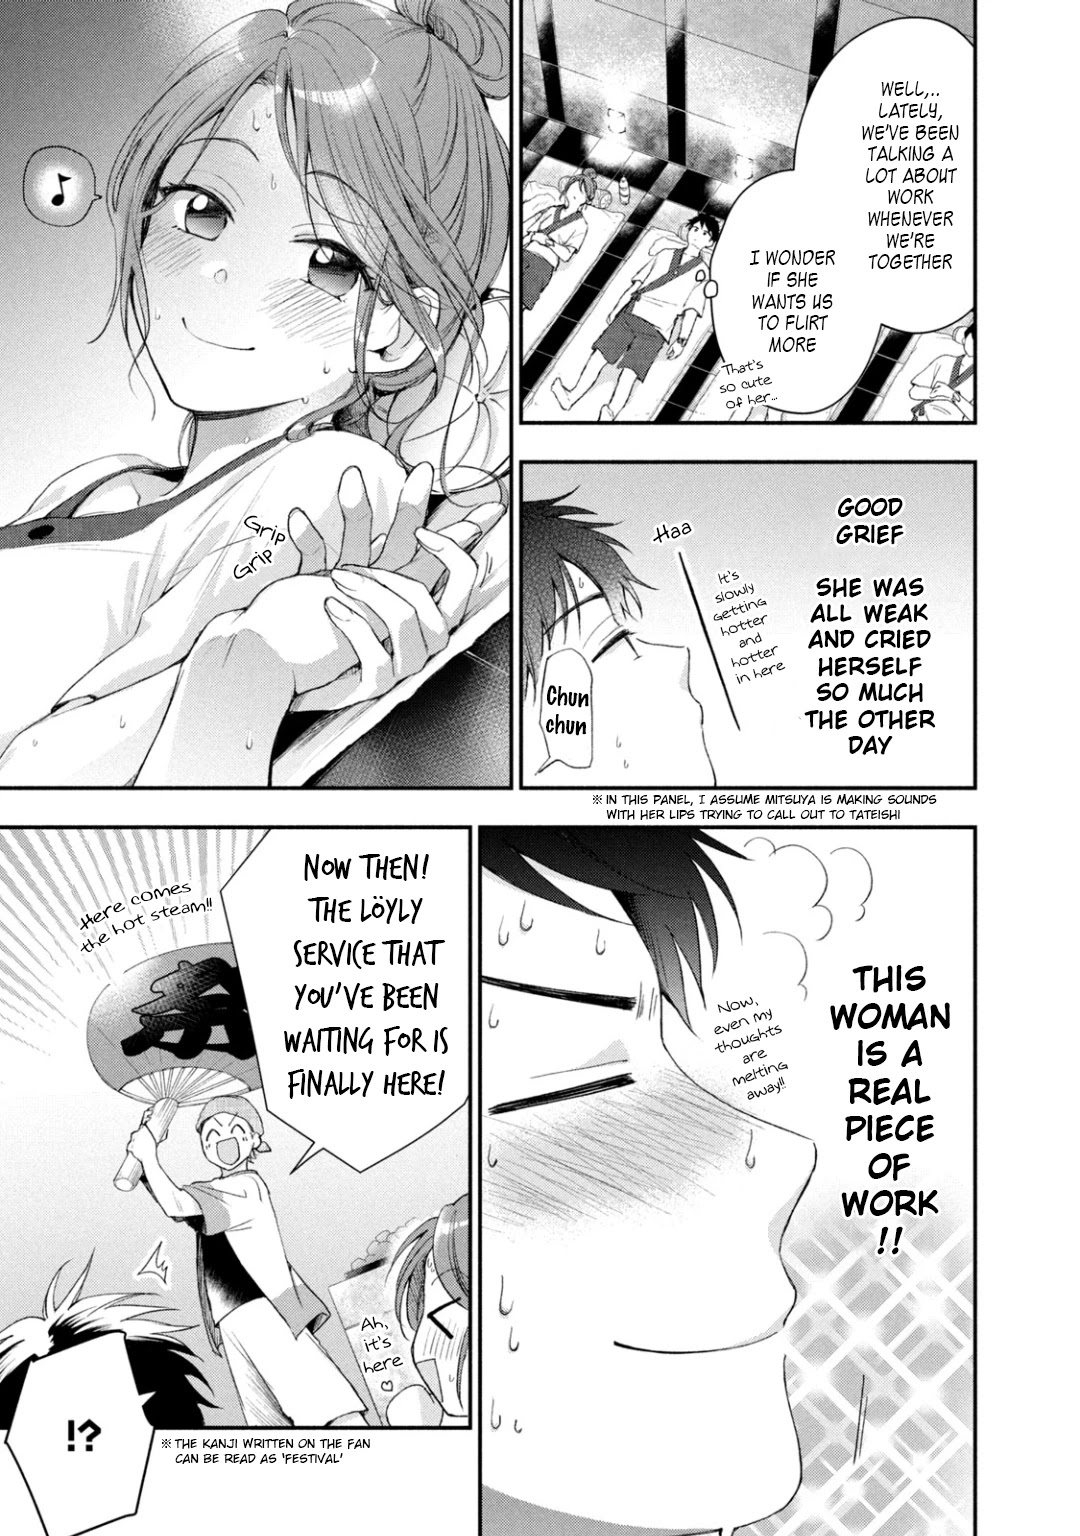 WELL,..
LATELY,
WE'VE BEEN
TALKING A
LOT ABOUT
WORK
WHENEVER
WE'RE
TOGETHER
I WONDER
IF SHE
WANTS US
TO FLIRT
MORE
That's
so cute
of her...
♪
Grip
Grip
GOOD
GRIEF
SHE WAS
ALL WEAK
AND CRIED
HERSELF
SO MUCH
THE OTHER
DAY
Haa
It's
slowly
getting
hotter
and
hotter
in here
Chun
chun
※ IN THIS PANEL, I ASSUME MITSUYA IS MAKING SOUNDS
WITH HER LIPS TRYING TO CALL OUT TO TATEISHI
THIS
WOMAN
IS A
REAL
PIECE
OF
WORK
!!
Now,
even my
thoughts
are
melting
away!!
NOW THEN!
THE LÖYLY
SERVICE THAT
YOU'VE BEEN
WAITING FOR IS
FINALLY HERE!
Here comes
the hot steam!!
祭
Ah,
it's
here
♡
!?
※ THE KANJI WRITTEN ON THE FAN
CAN BE READ AS 'FESTIVAL'